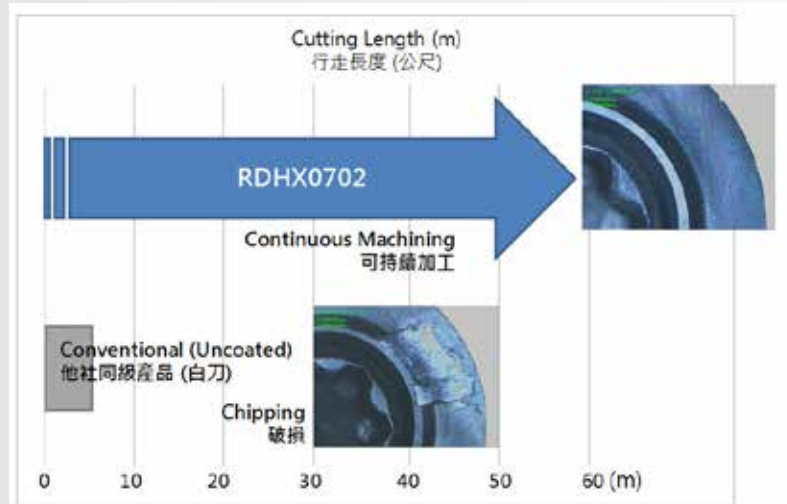 Cutting Length (m)
行走長度 (公尺)
RDHX0702
Continuous Machining
可持續加工
Conventional (Uncoated)
他社同級產品 (白刀)
Chipping
破損
0 10 20 30 40 50 60 (m)